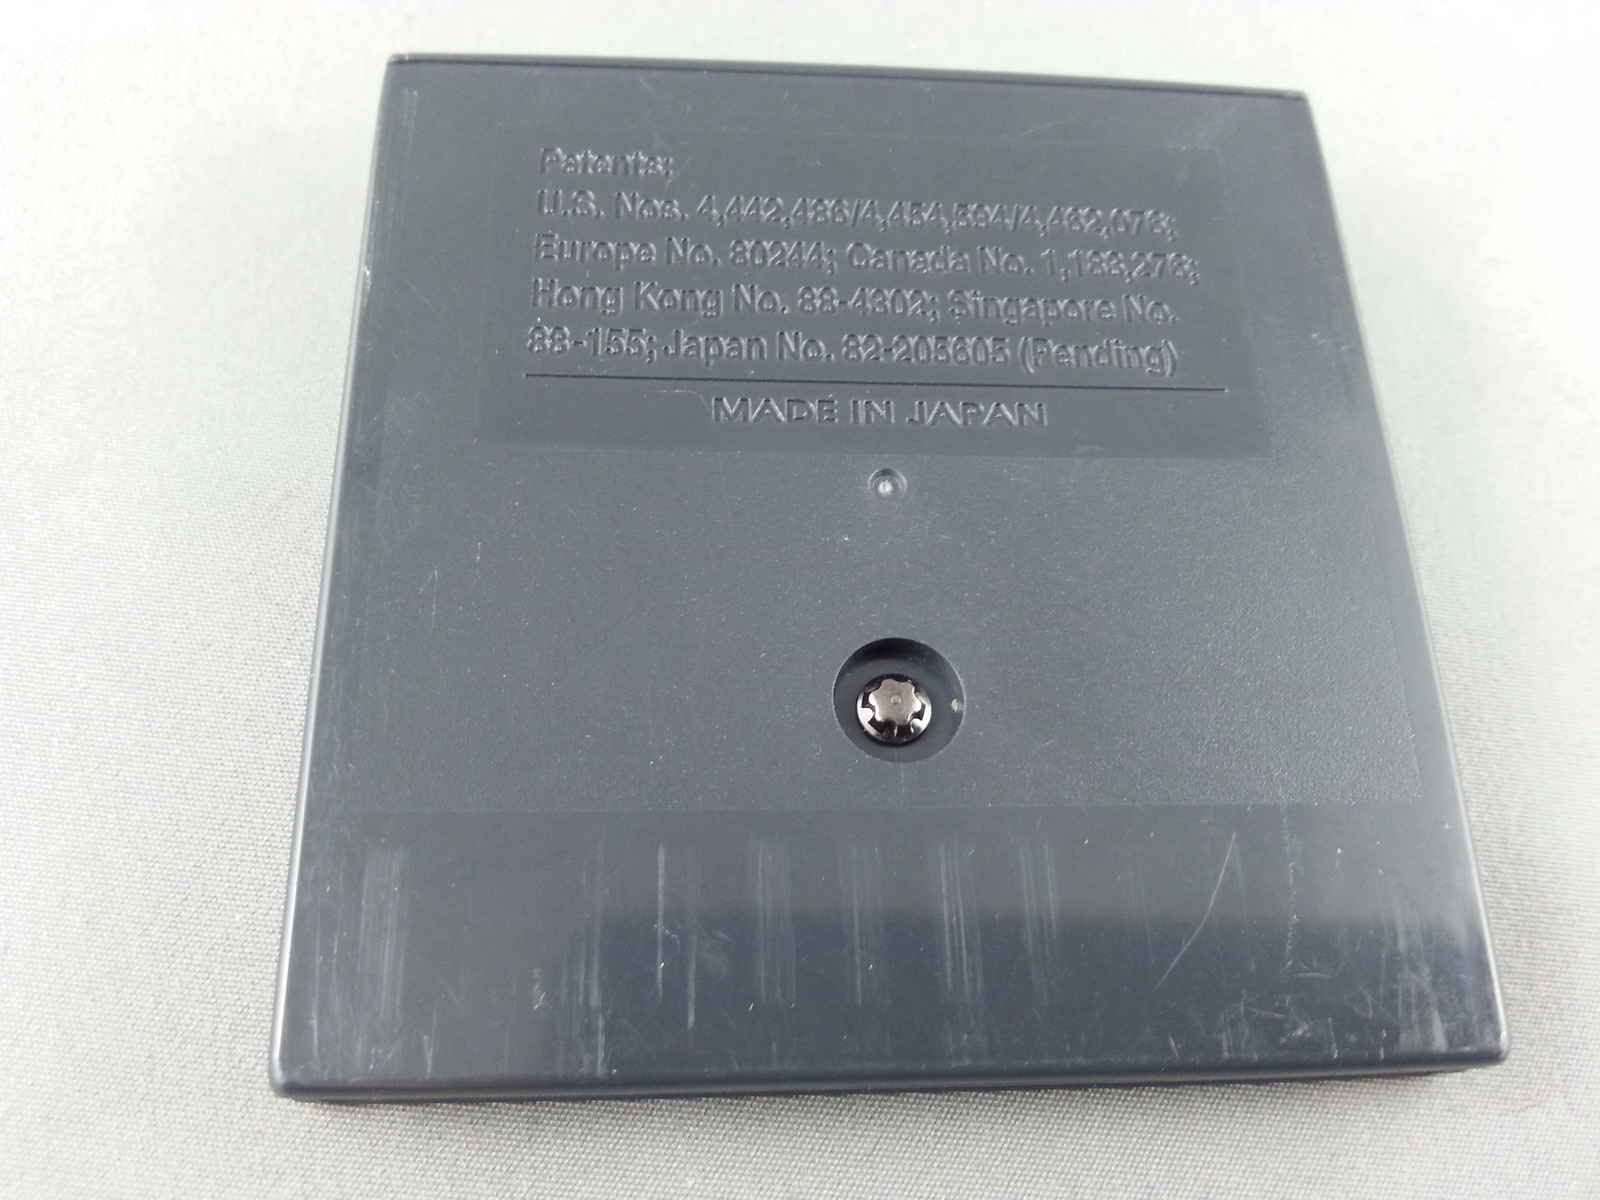 Patents:
U.S. Nos. 4,442,486/4,454,594/4,462,076;
Europe No. 80244; Canada No. 1,183,276;
Hong Kong No. 88-4302; Singapore No.
88-155; Japan No. 82-205605 (Pending)
MADE IN JAPAN